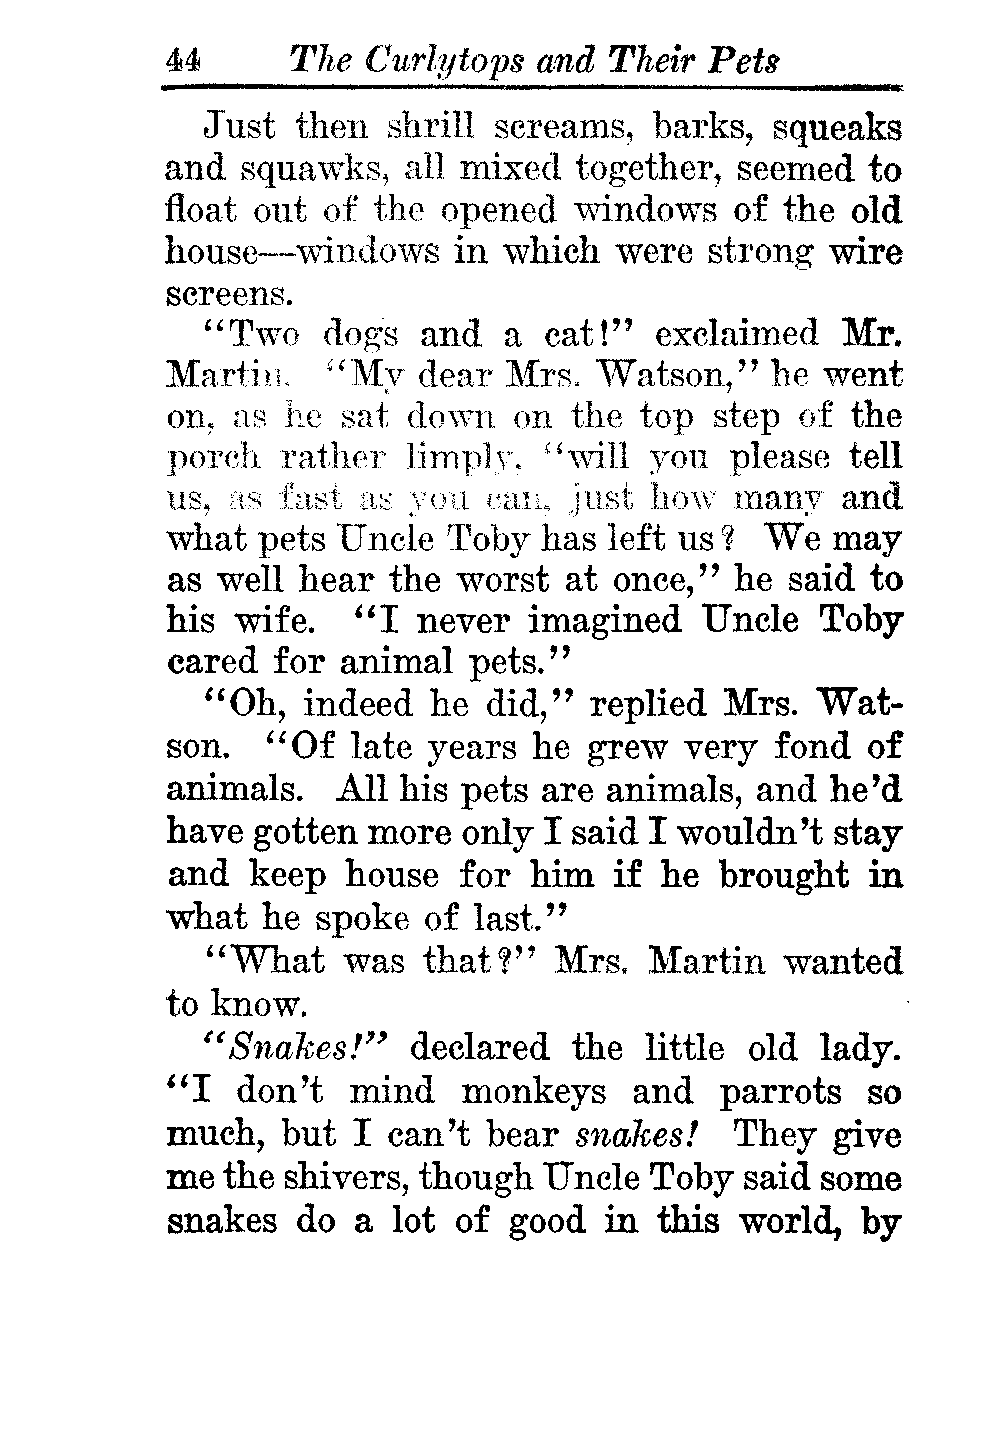 44 The Curlytops and Their Pets
Just then shrill screams, barks, squeaks
and squawks, all mixed together, seemed to
float out of the opened windows of the old
house—windows in which were strong wire
screens.
“Two dogs and a cat!” exclaimed Mr.
Martin. “My dear Mrs. Watson,” he went
on, as he sat down on the top step of the
porch rather limply, “will you please tell
us, as fast as you can, just how many and
what pets Uncle Toby has left us? We may
as well hear the worst at once,” he said to
his wife. “I never imagined Uncle Toby
cared for animal pets.”
“Oh, indeed he did,” replied Mrs. Wat-
son. “Of late years he grew very fond of
animals. All his pets are animals, and he’d
have gotten more only I said I wouldn’t stay
and keep house for him if he brought in
what he spoke of last.”
“What was that?” Mrs. Martin wanted
to know.
“Snakes!” declared the little old lady.
“I don’t mind monkeys and parrots so
much, but I can’t bear snakes! They give
me the shivers, though Uncle Toby said some
snakes do a lot of good in this world, by